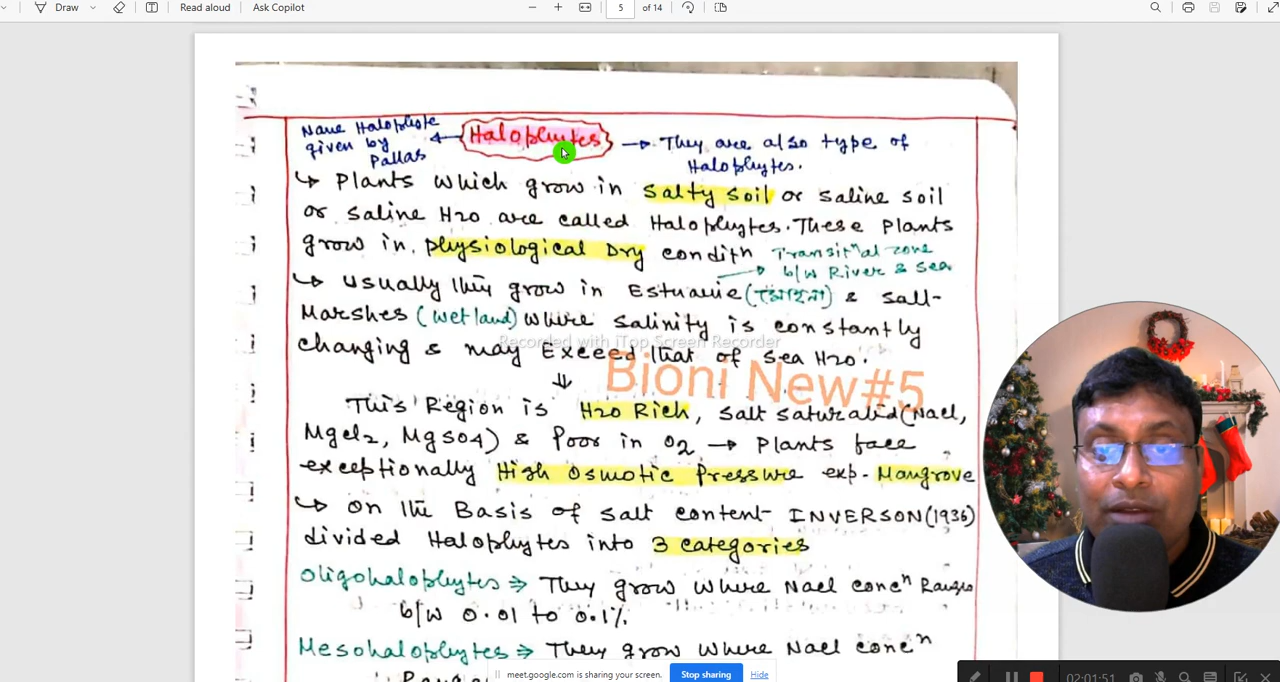 Draw
Read aloud
Ask Copilot
5 of 14
Name Halophyte
given by
Pallas
Halophytes
They are also type of
Halophytes.
↳ Plants which grow in salty soil or saline soil
or saline H2O are called Halophytes. These Plants
grow in physiological Dry conditn
Transitnal zone
b/w River & sea
↳ usually they grow in Estuarie (মোহনা) & salt-
Marshes (wetland) where salinity is constantly
changing & may Exceed that of sea H2O.
Recorded with iTop Screen Recorder
Bioni New#5
This Region is H2O Rich, salt saturated (Nacl,
Mgcl2, MgSO4) & Poor in O2 → Plants face
exceptionally High Osmotic Pressure exp- Mangrove
↳ on the Basis of salt content- INVERSON(1936)
divided Halophytes into 3 categories
Oligohalophytes ⇒ They grow where Nacl concn Ranges
b/w 0.01 to 0.1%.
Mesohalophytes ⇒ They grow where Nacl concn
meet.google.com is sharing your screen.
Stop sharing
Hide
02:01:51